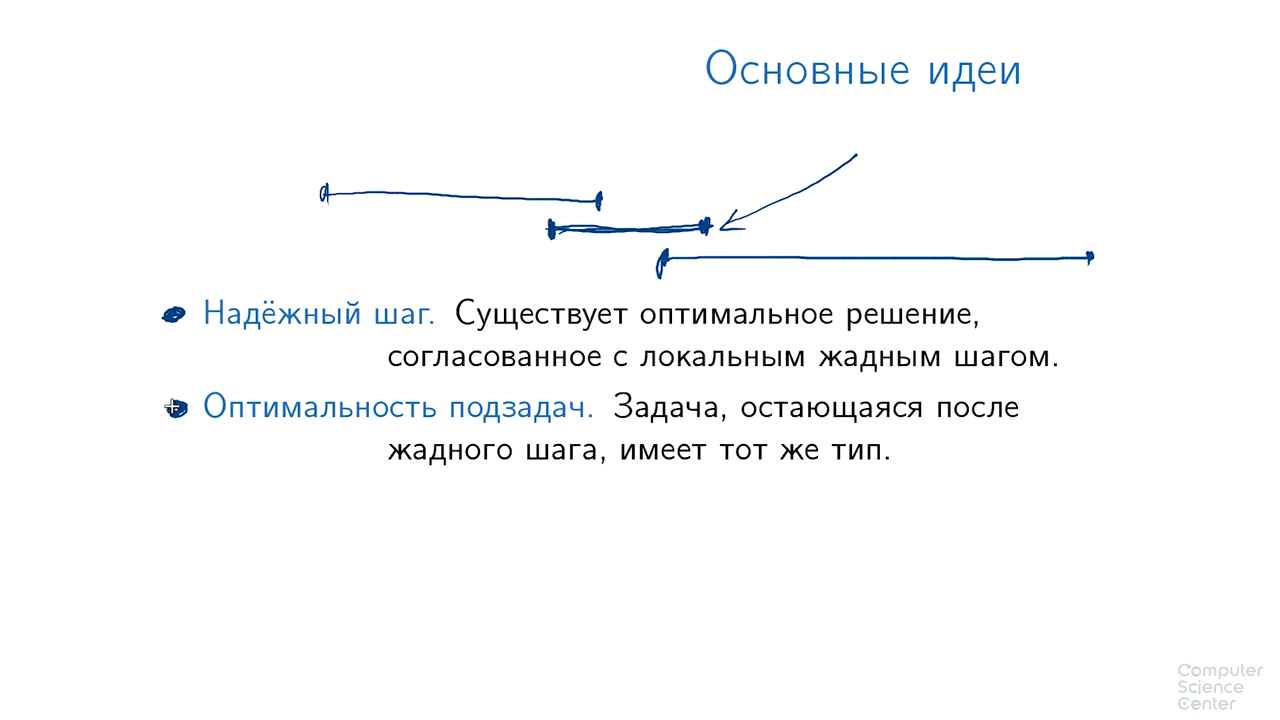 Основные идеи
Надёжный шаг. Существует оптимальное решение,
согласованное с локальным жадным шагом.
Оптимальность подзадач. Задача, остающаяся после
жадного шага, имеет тот же тип.
Computer
Science
Center